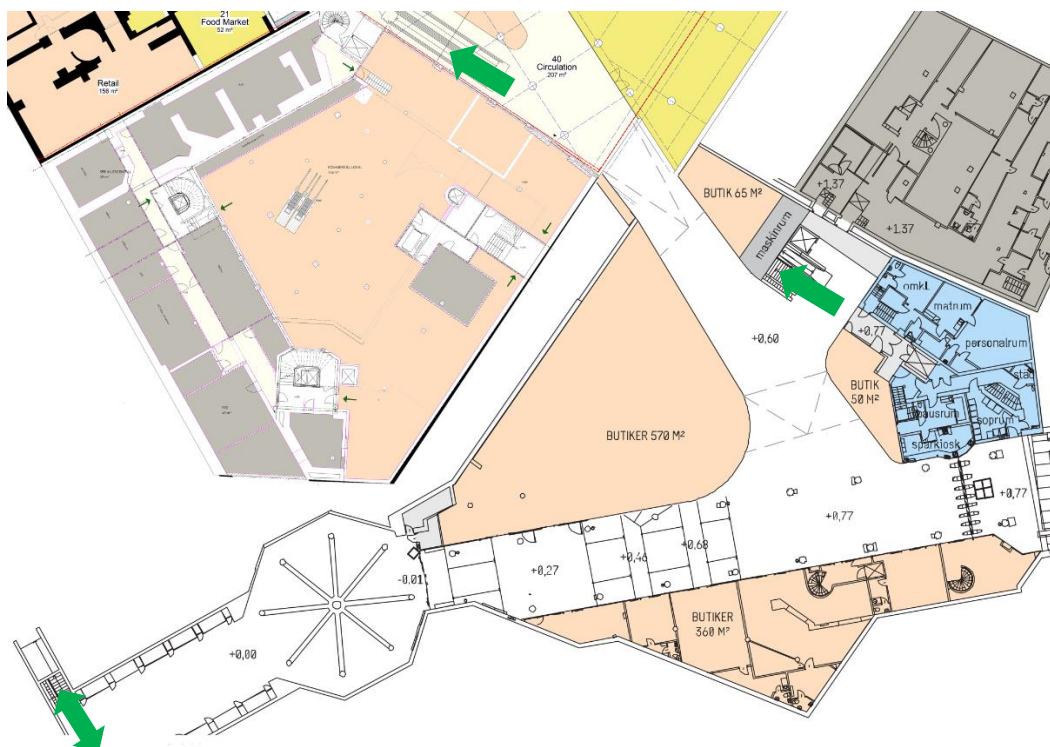 21
Food Market
52 m²
Retail
156 m²
40
Circulation
207 m²
BUTIK 65 M²
maskinrum
+1.37
+1.37
omkl.
matrum
personalrum
+0,77
+0,60
BUTIK
50 M²
pausrum
soprum
sparkiosk
BUTIKER 570 M²
+0,77
+0,77
+0,68
+0,46
+0,27
-0.01
BUTIKER
360 M²
+0,00